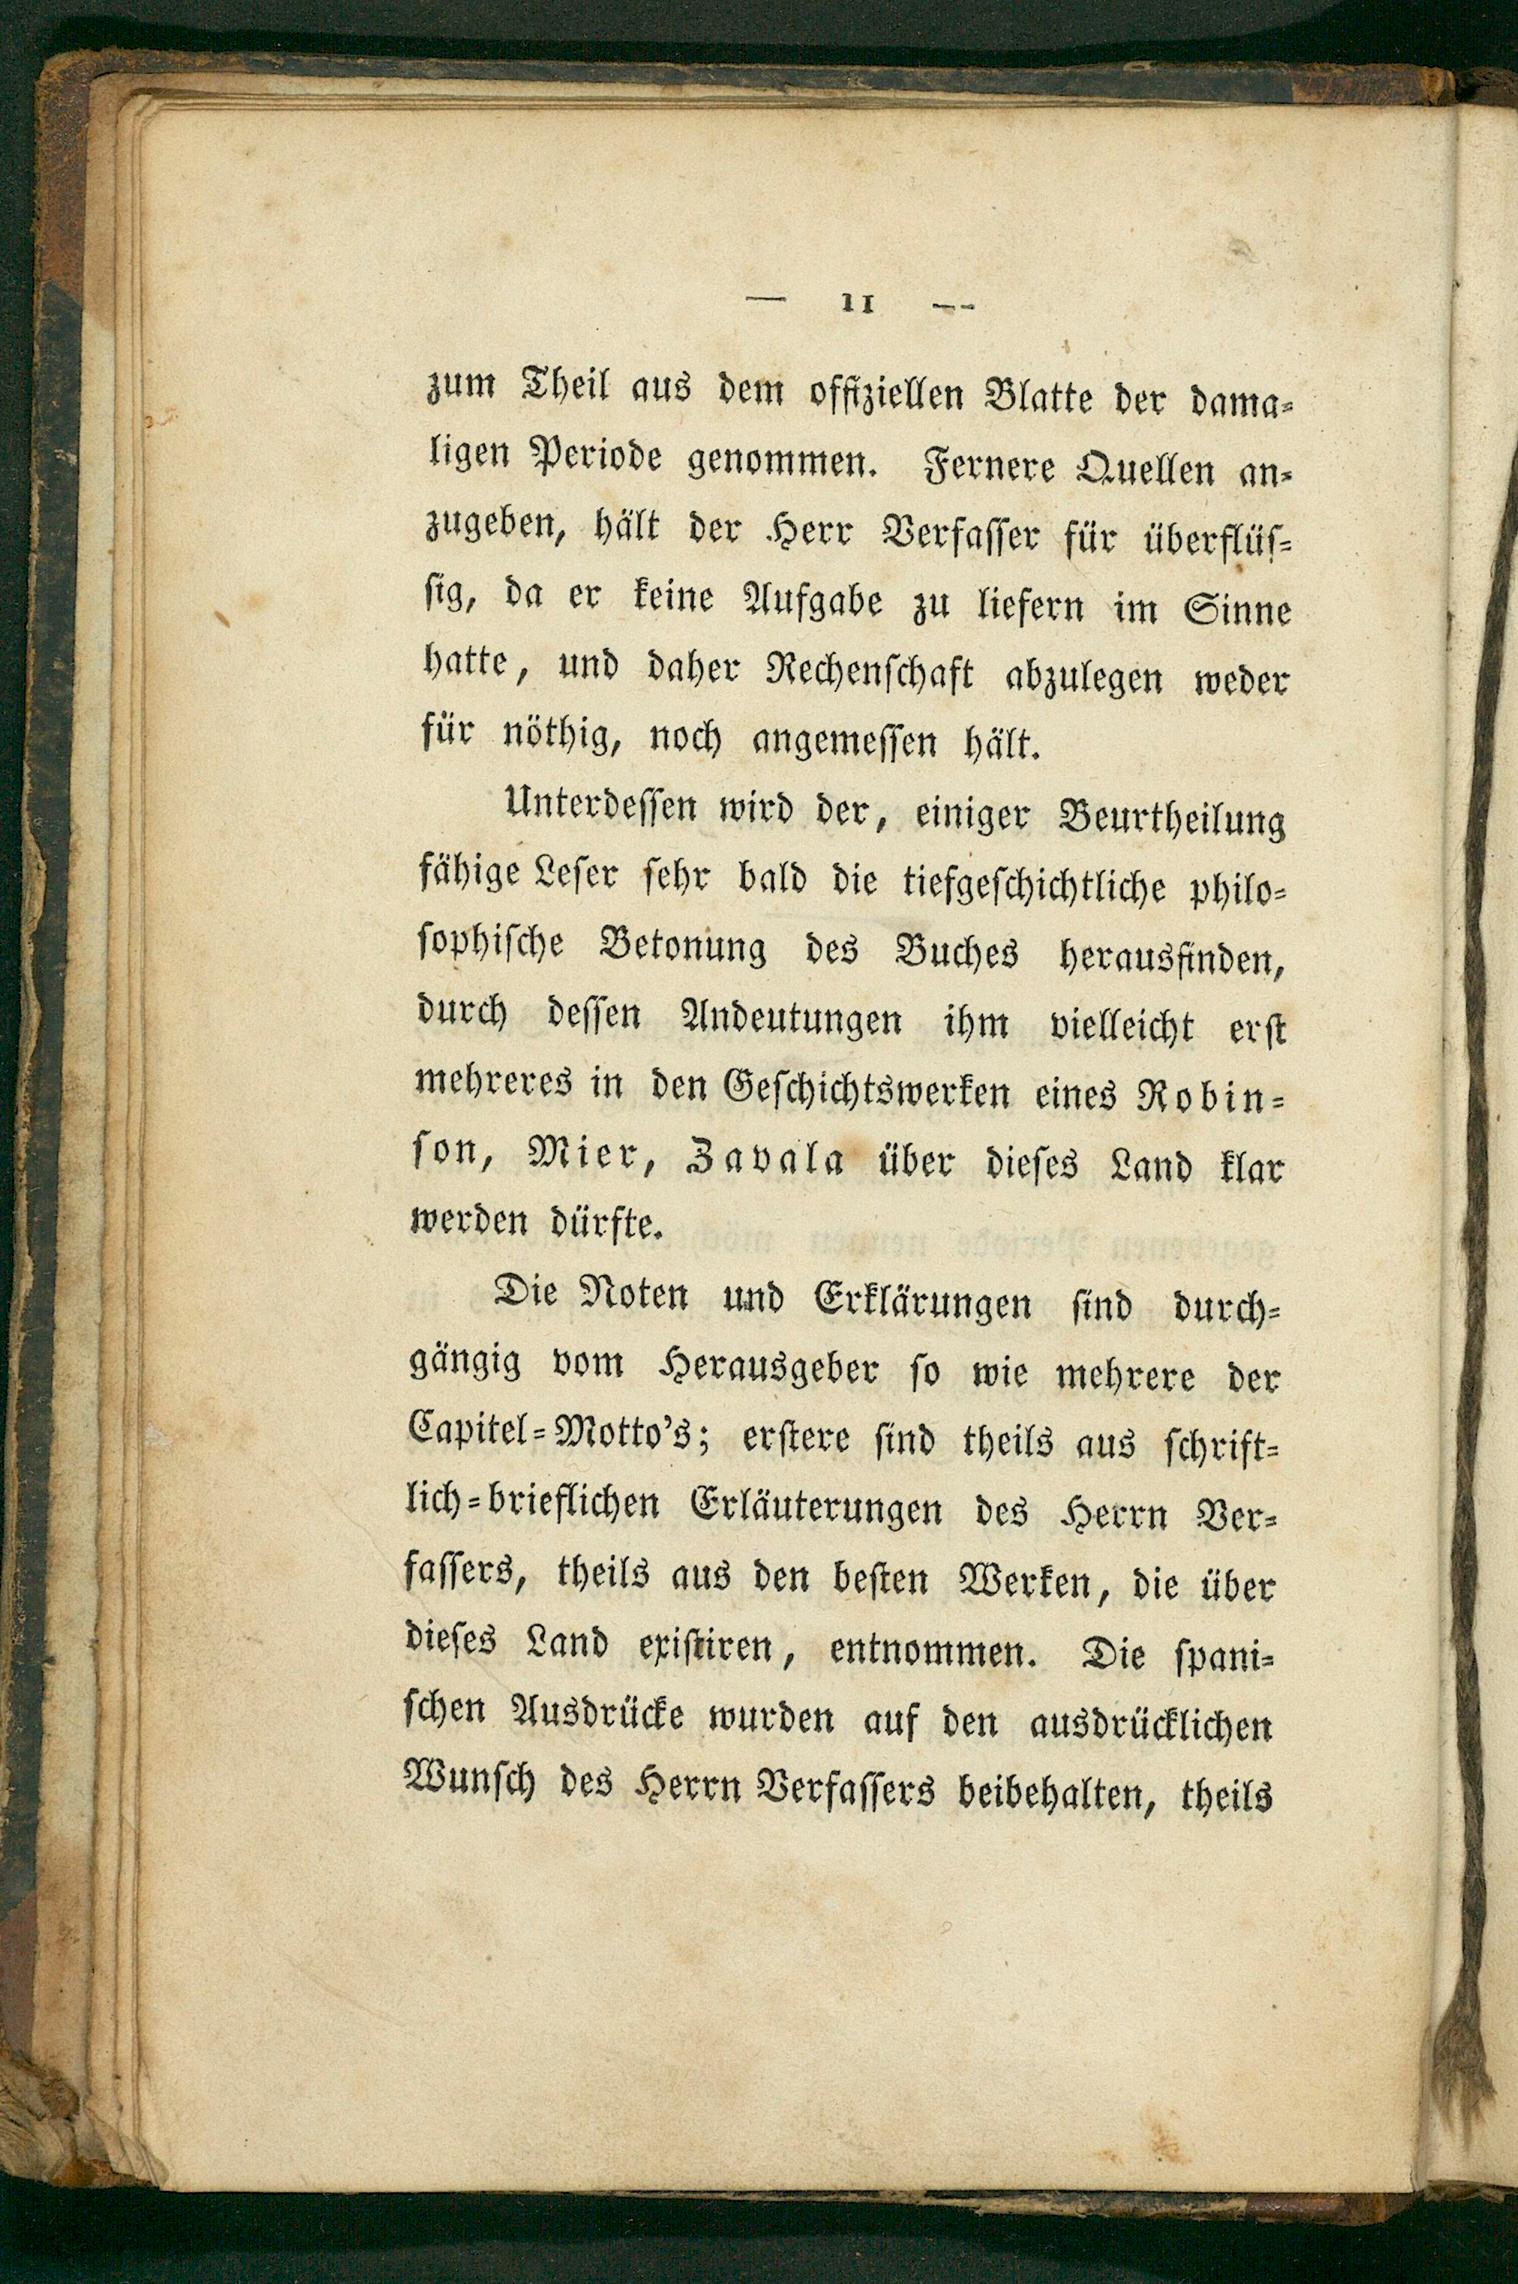 — 11 —
zum Theil aus dem offiziellen Blatte der dama-
ligen Periode genommen. Fernere Quellen an-
zugeben, hält der Herr Verfasser für überflüſ-
ſig, da er keine Aufgabe zu liefern im Sinne
hatte, und daher Rechenſchaft abzulegen weder
für nöthig, noch angemeſſen hält.
Unterdeſſen wird der, einiger Beurtheilung
fähige Leſer ſehr bald die tiefgeſchichtliche philo-
ſophiſche Betonung des Buches herausfinden,
durch deſſen Andeutungen ihm vielleicht erſt
mehreres in den Geſchichtswerken eines Robin-
ſon, Mier, Zavala über dieſes Land klar
werden dürfte.
Die Noten und Erklärungen ſind durch-
gängig vom Herausgeber ſo wie mehrere der
Capitel-Motto's; erſtere ſind theils aus ſchrift-
lich-brieflichen Erläuterungen des Herrn Ver-
faſſers, theils aus den beſten Werken, die über
dieſes Land exiſtiren, entnommen. Die ſpani-
ſchen Ausdrücke wurden auf den ausdrücklichen
Wunſch des Herrn Verfaſſers beibehalten, theils